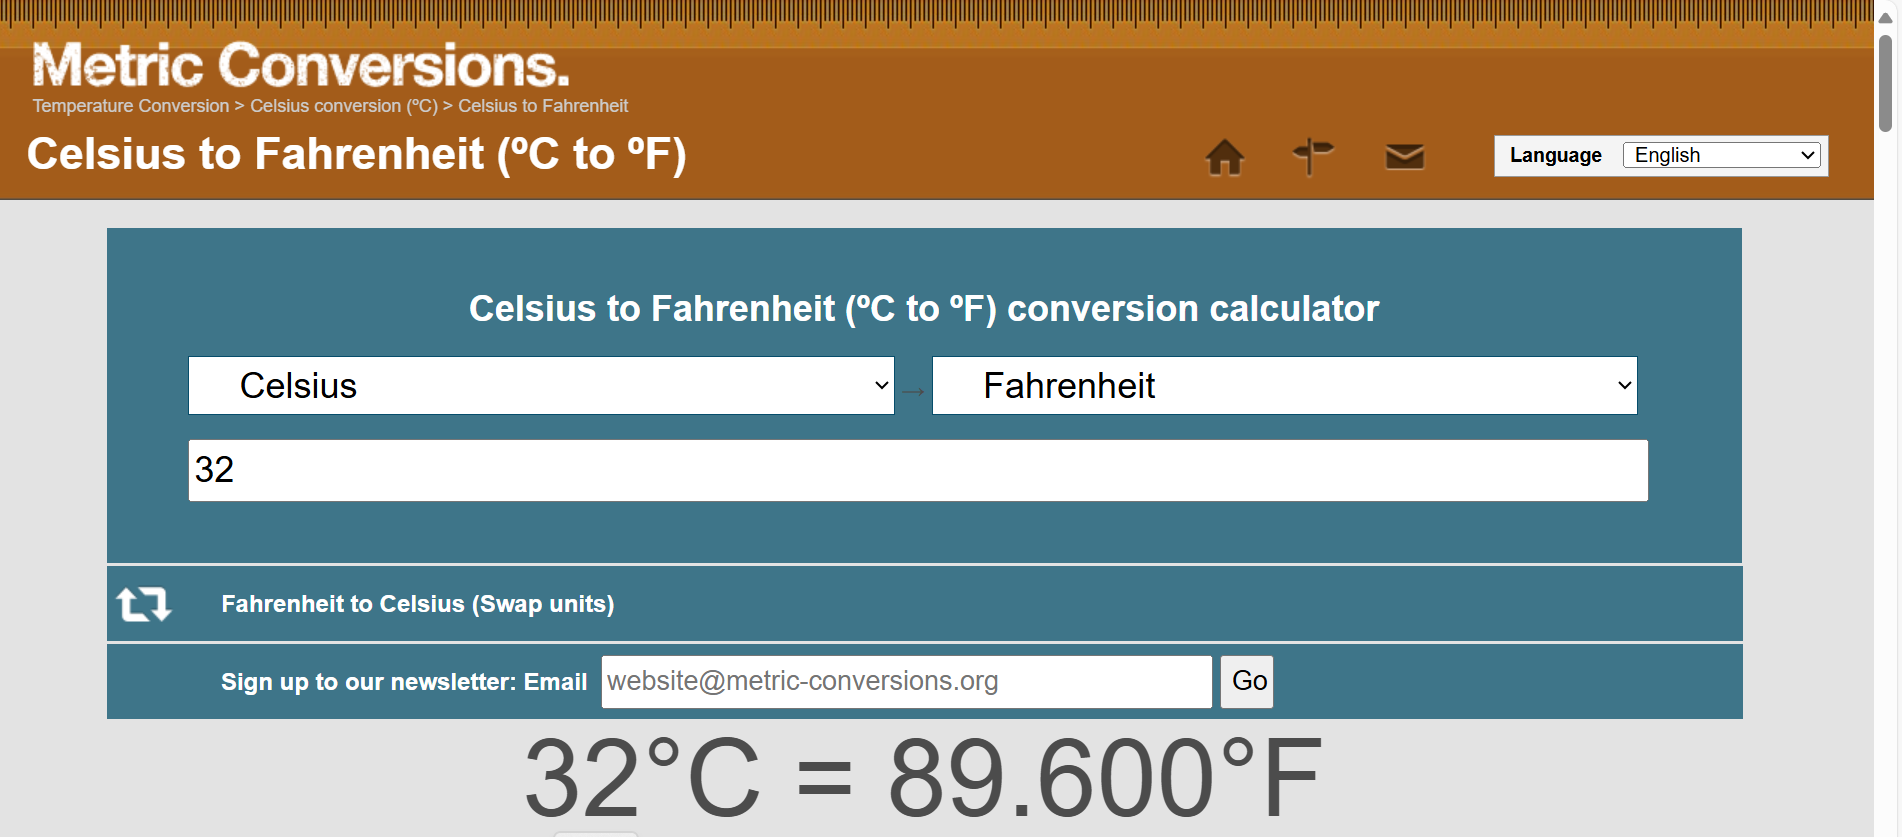 Metric Conversions.
Temperature Conversion > Celsius conversion (ºC) > Celsius to Fahrenheit
Celsius to Fahrenheit (ºC to ºF)
Language English
Celsius to Fahrenheit (ºC to ºF) conversion calculator
Celsius → Fahrenheit
32
Fahrenheit to Celsius (Swap units)
Sign up to our newsletter: Email website@metric-conversions.org Go
32°C = 89.600°F